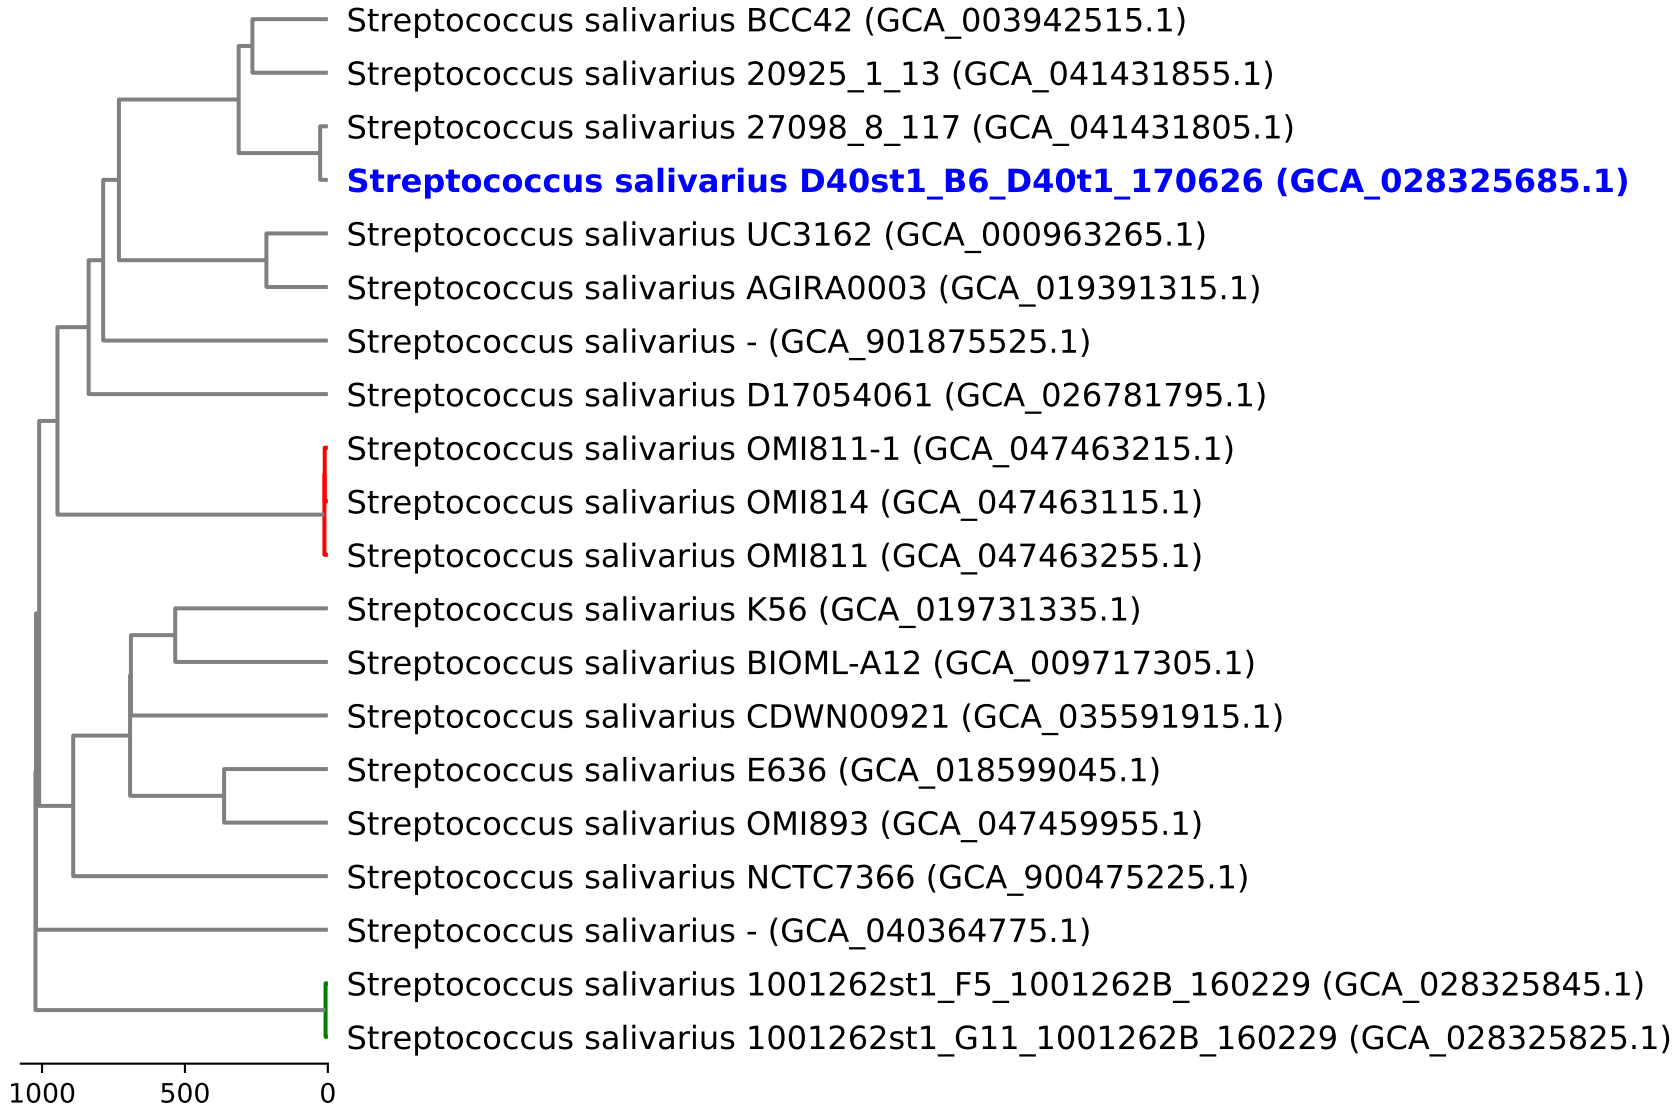 Streptococcus salivarius BCC42 (GCA_003942515.1)
Streptococcus salivarius 20925_1_13 (GCA_041431855.1)
Streptococcus salivarius 27098_8_117 (GCA_041431805.1)
Streptococcus salivarius D40st1_B6_D40t1_170626 (GCA_028325685.1)
Streptococcus salivarius UC3162 (GCA_000963265.1)
Streptococcus salivarius AGIRA0003 (GCA_019391315.1)
Streptococcus salivarius - (GCA_901875525.1)
Streptococcus salivarius D17054061 (GCA_026781795.1)
Streptococcus salivarius OMI811-1 (GCA_047463215.1)
Streptococcus salivarius OMI814 (GCA_047463115.1)
Streptococcus salivarius OMI811 (GCA_047463255.1)
Streptococcus salivarius K56 (GCA_019731335.1)
Streptococcus salivarius BIOML-A12 (GCA_009717305.1)
Streptococcus salivarius CDWN00921 (GCA_035591915.1)
Streptococcus salivarius E636 (GCA_018599045.1)
Streptococcus salivarius OMI893 (GCA_047459955.1)
Streptococcus salivarius NCTC7366 (GCA_900475225.1)
Streptococcus salivarius - (GCA_040364775.1)
Streptococcus salivarius 1001262st1_F5_1001262B_160229 (GCA_028325845.1)
Streptococcus salivarius 1001262st1_G11_1001262B_160229 (GCA_028325825.1)
1000 500 0